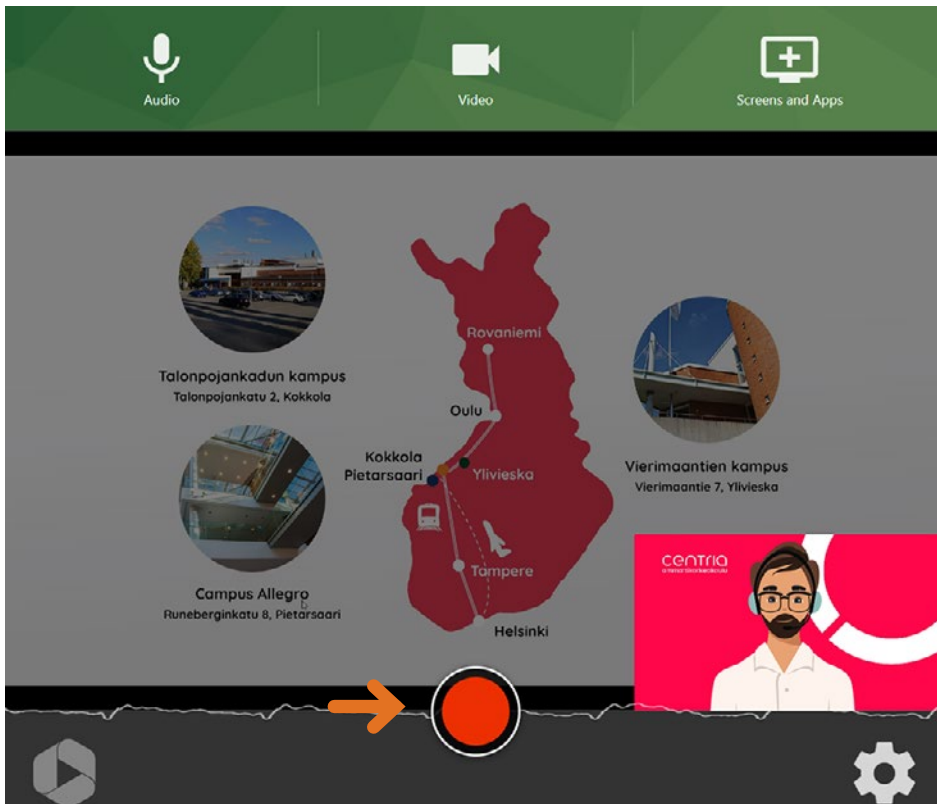 Audio
Video
Screens and Apps
Talonpojankadun kampus
Talonpojankatu 2, Kokkola
Campus Allegro
Runeberginkatu 8, Pietarsaari
Rovaniemi
Oulu
Kokkola
Pietarsaari
Ylivieska
Tampere
Helsinki
Vierimaantien kampus
Vierimaantie 7, Ylivieska
centria
ammattikorkeakoulu